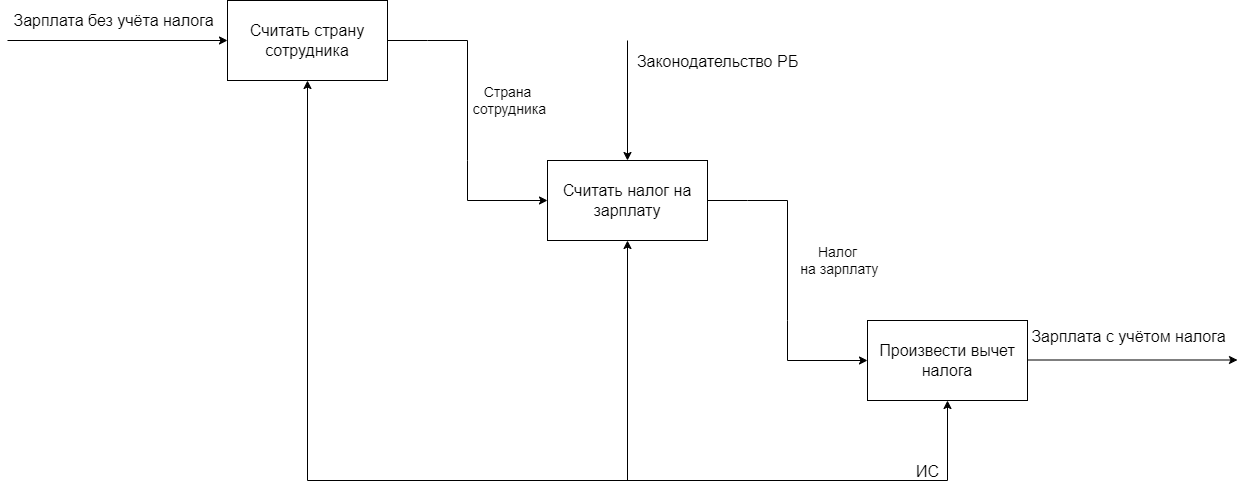 Зарплата без учёта налога
Считать страну
сотрудника
Страна
сотрудника
Законодательство РБ
Считать налог на
зарплату
Налог
на зарплату
Произвести вычет
налога
Зарплата с учётом налога
ИС